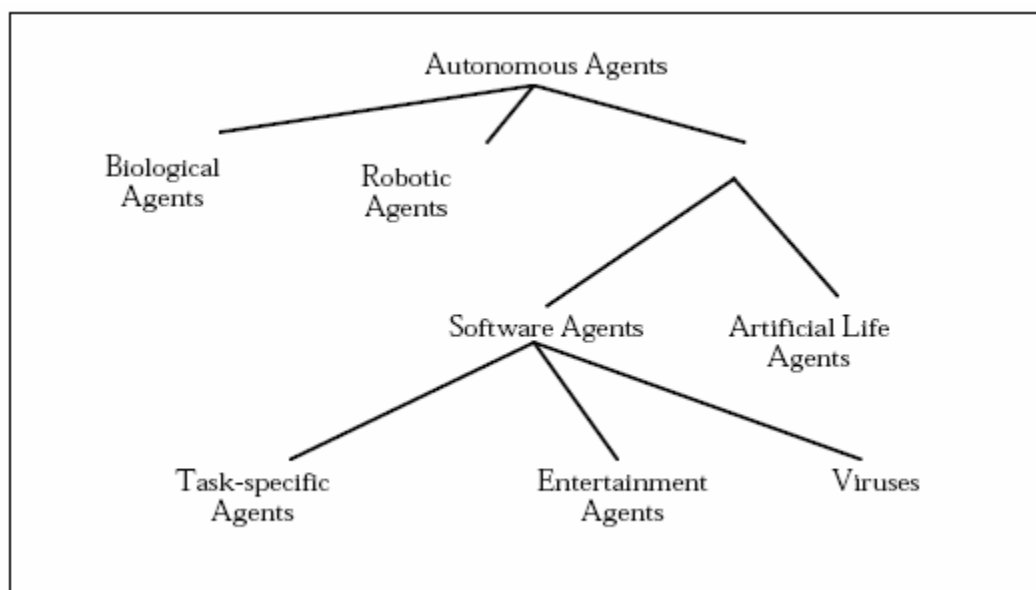 Autonomous Agents
Biological
Agents
Robotic
Agents
Software Agents
Artificial Life
Agents
Task-specific
Agents
Entertainment
Agents
Viruses